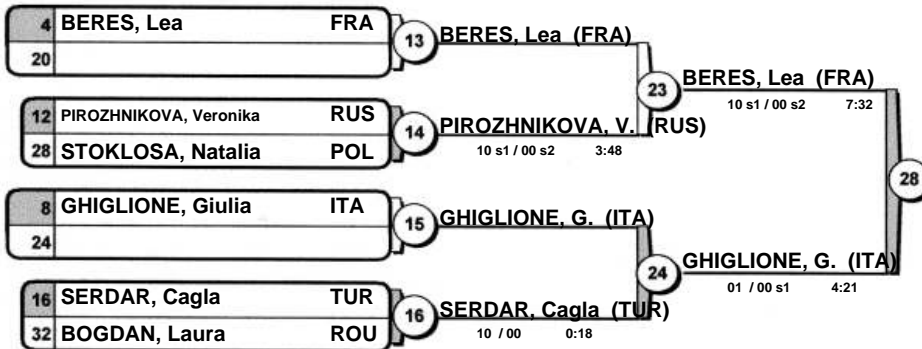 4 BERES, Lea FRA
20
13
BERES, Lea (FRA)
12 PIROZHNIKOVA, Veronika RUS
28 STOKLOSA, Natalia POL
14
PIROZHNIKOVA, V. (RUS)
10 s1 / 00 s2 3:48
23
BERES, Lea (FRA)
10 s1 / 00 s2 7:32
8 GHIGLIONE, Giulia ITA
24
15
GHIGLIONE, G. (ITA)
16 SERDAR, Cagla TUR
32 BOGDAN, Laura ROU
16
SERDAR, Cagla (TUR)
10 / 00 0:18
24
GHIGLIONE, G. (ITA)
01 / 00 s1 4:21
28